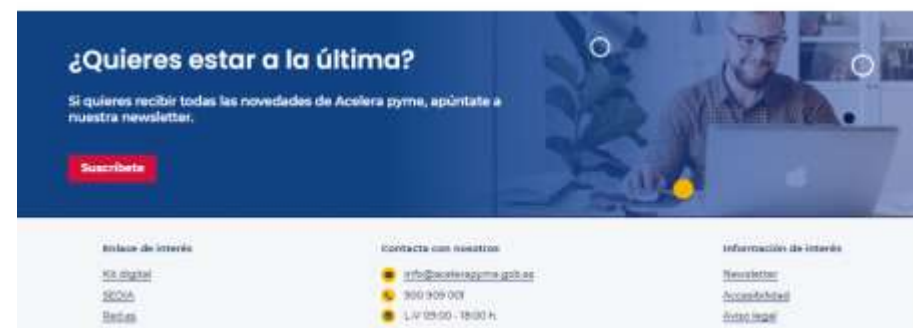 ¿Quieres estar a la última?
Si quieres recibir todas las novedades de Acelera pyme, apúntate a
nuestra newsletter.
Suscríbete
Enlace de interés
Kit digital
SEDIA
Red.es
Contacta con nosotros
info@acelerapyme.gob.es
900 909 001
L-V 09:00 - 18:00 h.
Información de interés
Newsletter
Accesibilidad
Aviso legal